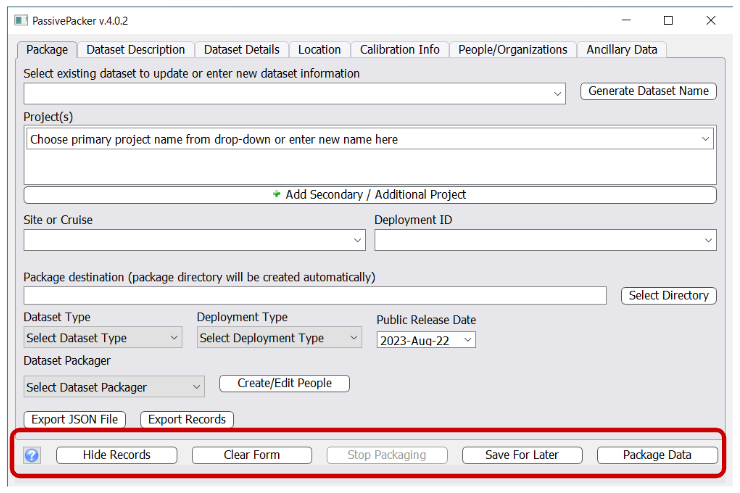 PassivePacker v.4.0.2
Package Dataset Description Dataset Details Location Calibration Info People/Organizations Ancillary Data
Select existing dataset to update or enter new dataset information
Generate Dataset Name
Project(s)
Choose primary project name from drop-down or enter new name here
Add Secondary / Additional Project
Site or Cruise Deployment ID
Package destination (package directory will be created automatically)
Select Directory
Dataset Type Deployment Type Public Release Date
Select Dataset Type Select Deployment Type 2023-Aug-22
Dataset Packager
Select Dataset Packager Create/Edit People
Export JSON File Export Records
? Hide Records Clear Form Stop Packaging Save For Later Package Data